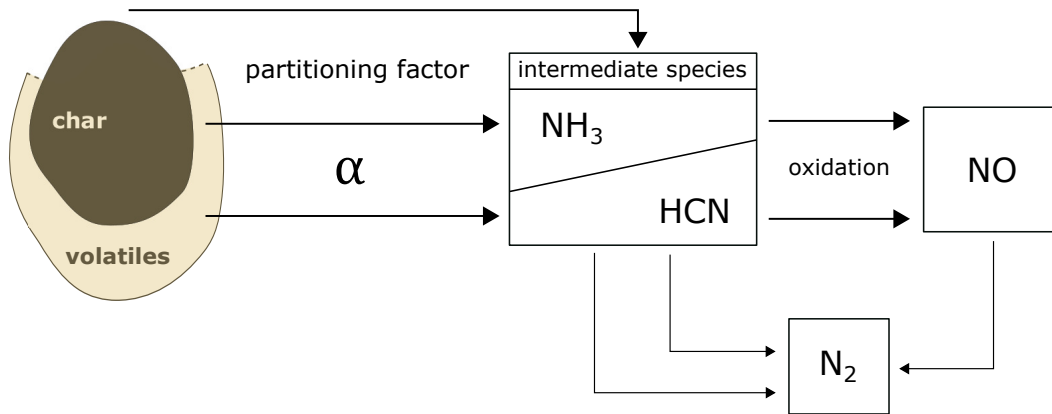 partitioning factor
intermediate species
char
NH₃
α
oxidation
NO
HCN
volatiles
N₂